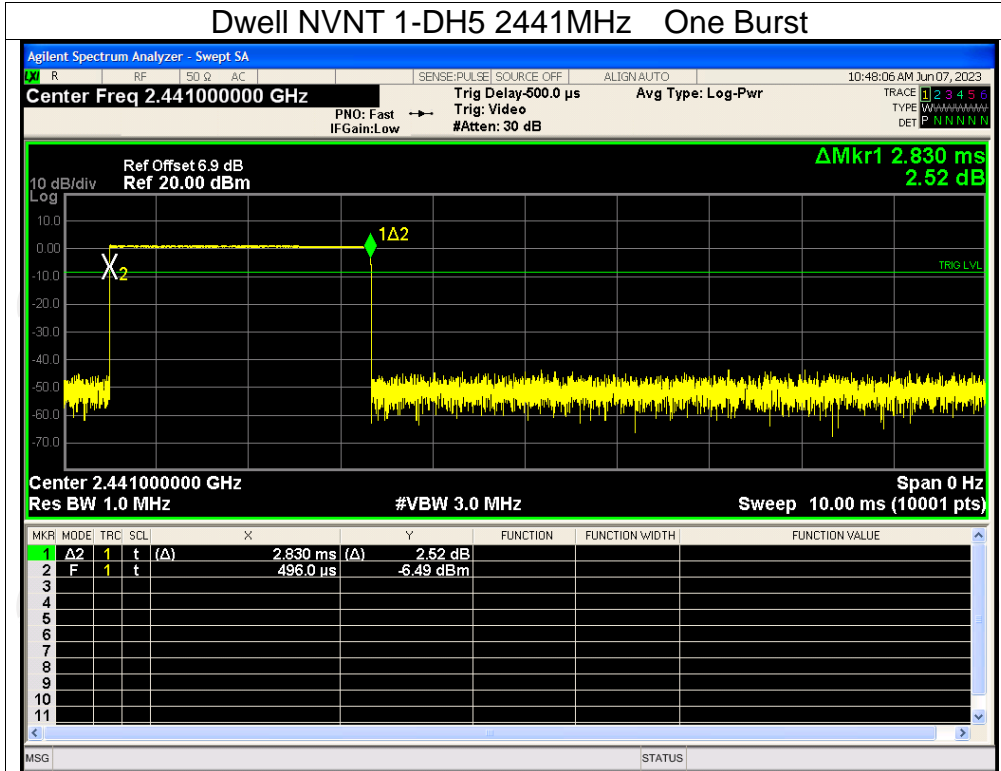 Dwell NVNT 1-DH5 2441MHz One Burst
Agilent Spectrum Analyzer - Swept SA
LXI R RF 50 Ω AC SENSE:PULSE SOURCE OFF ALIGN AUTO 10:48:06 AM Jun 07, 2023
Center Freq 2.441000000 GHz Trig Delay-500.0 µs Avg Type: Log-Pwr TRACE 1 2 3 4 5 6
PNO: Fast Trig: Video TYPE WWWWWW
IFGain:Low #Atten: 30 dB DET P N N N N N
ΔMkr1 2.830 ms
Ref Offset 6.9 dB
10 dB/div Ref 20.00 dBm 2.52 dB
Log
10.0
1Δ2
0.00
2
TRIG LVL
-10.0
-20.0
-30.0
-40.0
-50.0
-60.0
-70.0
Center 2.441000000 GHz Span 0 Hz
Res BW 1.0 MHz #VBW 3.0 MHz Sweep 10.00 ms (10001 pts)
MKR MODE TRC SCL X Y FUNCTION FUNCTION WIDTH FUNCTION VALUE
1 Δ2 1 t (Δ) 2.830 ms (Δ) 2.52 dB
2 F 1 t 496.0 µs -6.49 dBm
3
4
5
6
7
8
9
10
11
MSG STATUS